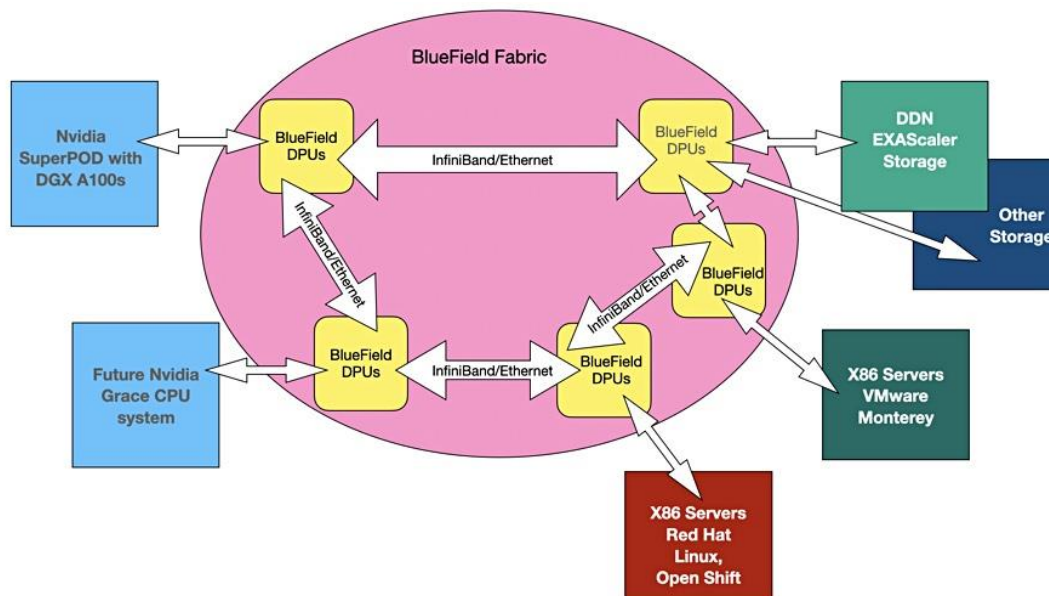 BlueField Fabric
Nvidia
SuperPOD with
DGX A100s
BlueField
DPUs
InfiniBand/Ethernet
BlueField
DPUs
DDN
EXAScaler
Storage
Other
Storage
InfiniBand/Ethernet
InfiniBand/Ethernet
BlueField
DPUs
Future Nvidia
Grace CPU
system
BlueField
DPUs
InfiniBand/Ethernet
BlueField
DPUs
X86 Servers
VMware
Monterey
X86 Servers
Red Hat
Linux,
Open Shift